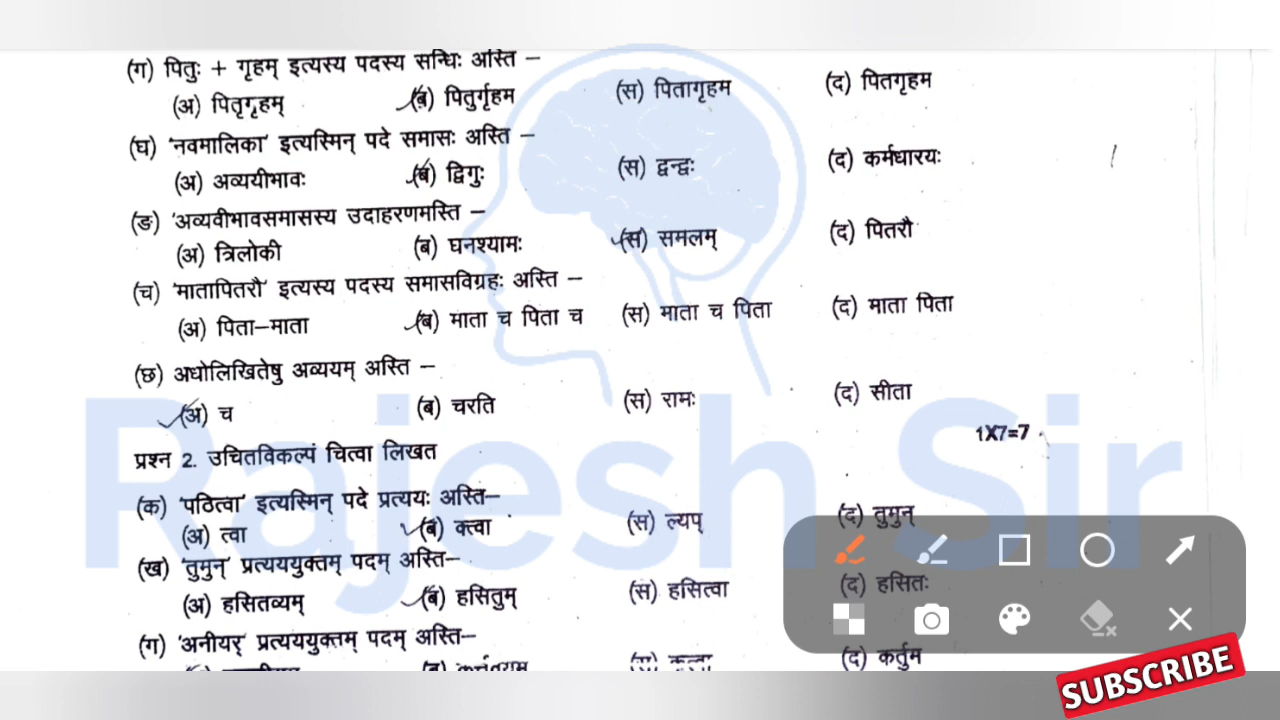 (ग) पितुः + गृहम् इत्यस्य पदस्य सन्धिः अस्ति –
(अ) पितृगृहम् (ब) पितुर्गृहम (स) पितागृहम (द) पितगृहम
(घ) 'नवमालिका' इत्यस्मिन् पदे समासः अस्ति –
(अ) अव्ययीभावः (ब) द्विगुः (स) द्वन्द्वः (द) कर्मधारयः
(ङ) 'अव्यवीभावसमासस्य उदाहरणमस्ति –
(अ) त्रिलोकी (ब) घनश्यामः (स) समलम् (द) पितरौ
(च) 'मातापितरौ' इत्यस्य पदस्य समासविग्रहः अस्ति –
(अ) पिता–माता (ब) माता च पिता च (स) माता च पिता (द) माता पिता
(छ) अधोलिखितेषु अव्ययम् अस्ति –
(अ) च (ब) चरति (स) रामः (द) सीता
1X7=7
प्रश्न 2. उचितविकल्पं चित्वा लिखत
(क) 'पठित्वा' इत्यस्मिन् पदे प्रत्ययः अस्ति–
(अ) त्वा (ब) क्त्वा (स) ल्यप् (द) तुमुन्
(ख) 'तुमुन्' प्रत्यययुक्तम् पदम् अस्ति–
(अ) हसितव्यम् (ब) हसितुम् (स) हसित्वा (द) हसितः
(ग) 'अनीयर्' प्रत्यययुक्तम् पदम् अस्ति–
(द) कर्तुम
Rajesh Sir
SUBSCRIBE